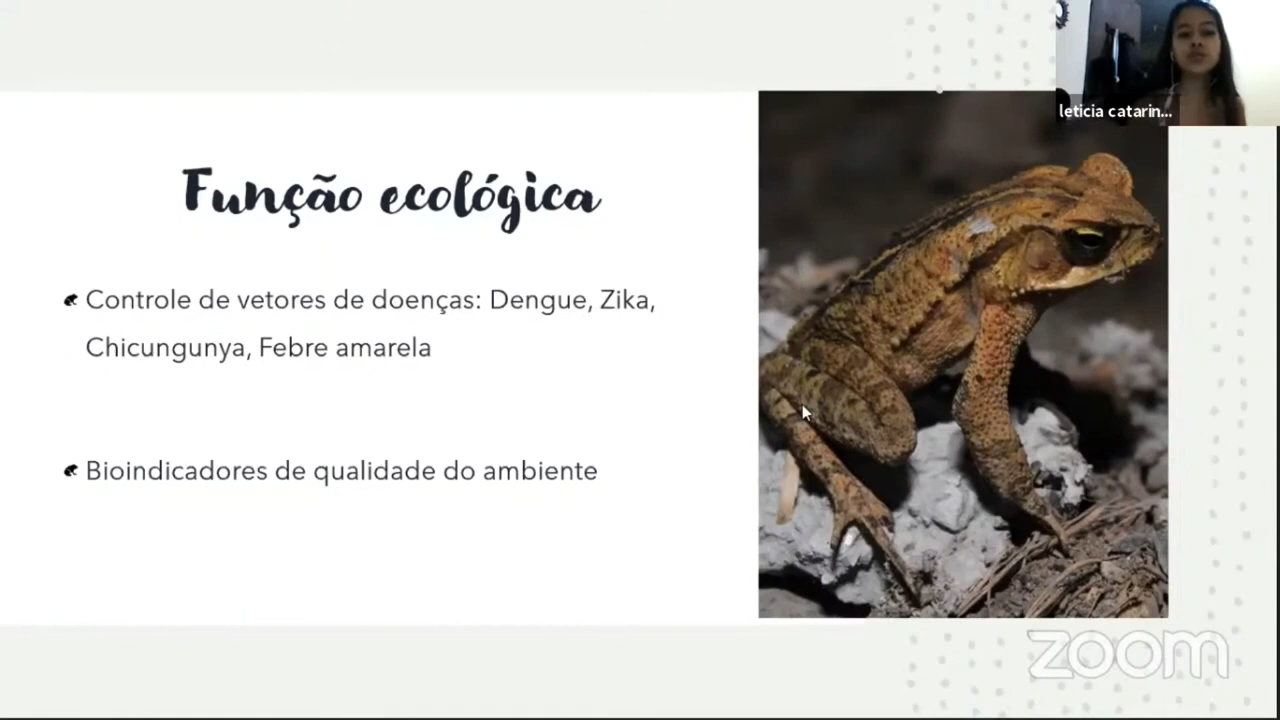 leticia catarin...
Função ecológica
Controle de vetores de doenças: Dengue, Zika,
Chicungunya, Febre amarela
Bioindicadores de qualidade do ambiente
zoom